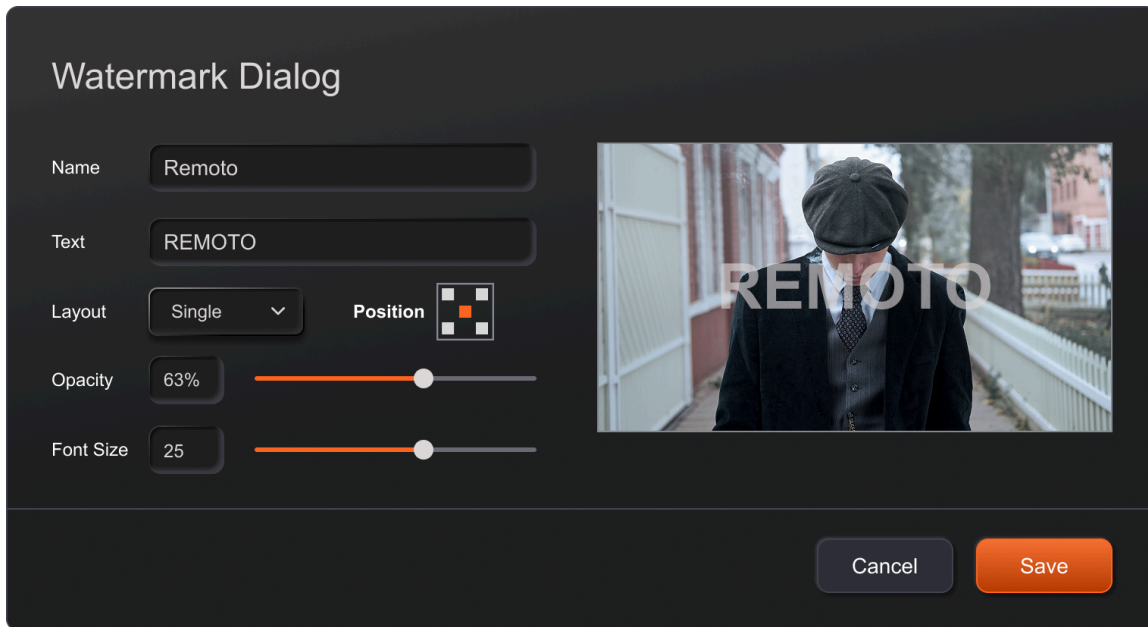 Watermark Dialog
Name Remoto
Text REMOTO
Layout Single Position
Opacity 63%
Font Size 25
REMOTO
Cancel Save